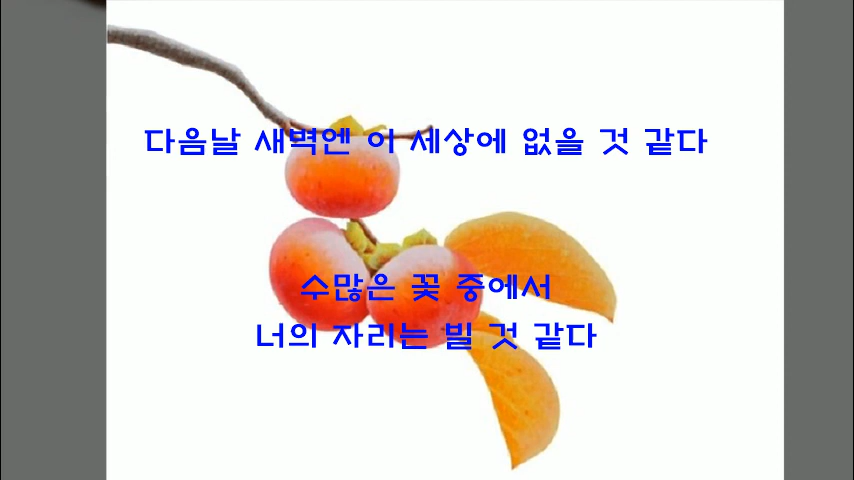 다음날 새벽엔 이 세상에 없을 것 같다
수많은 꽃 중에서
너의 자리는 빌 것 같다